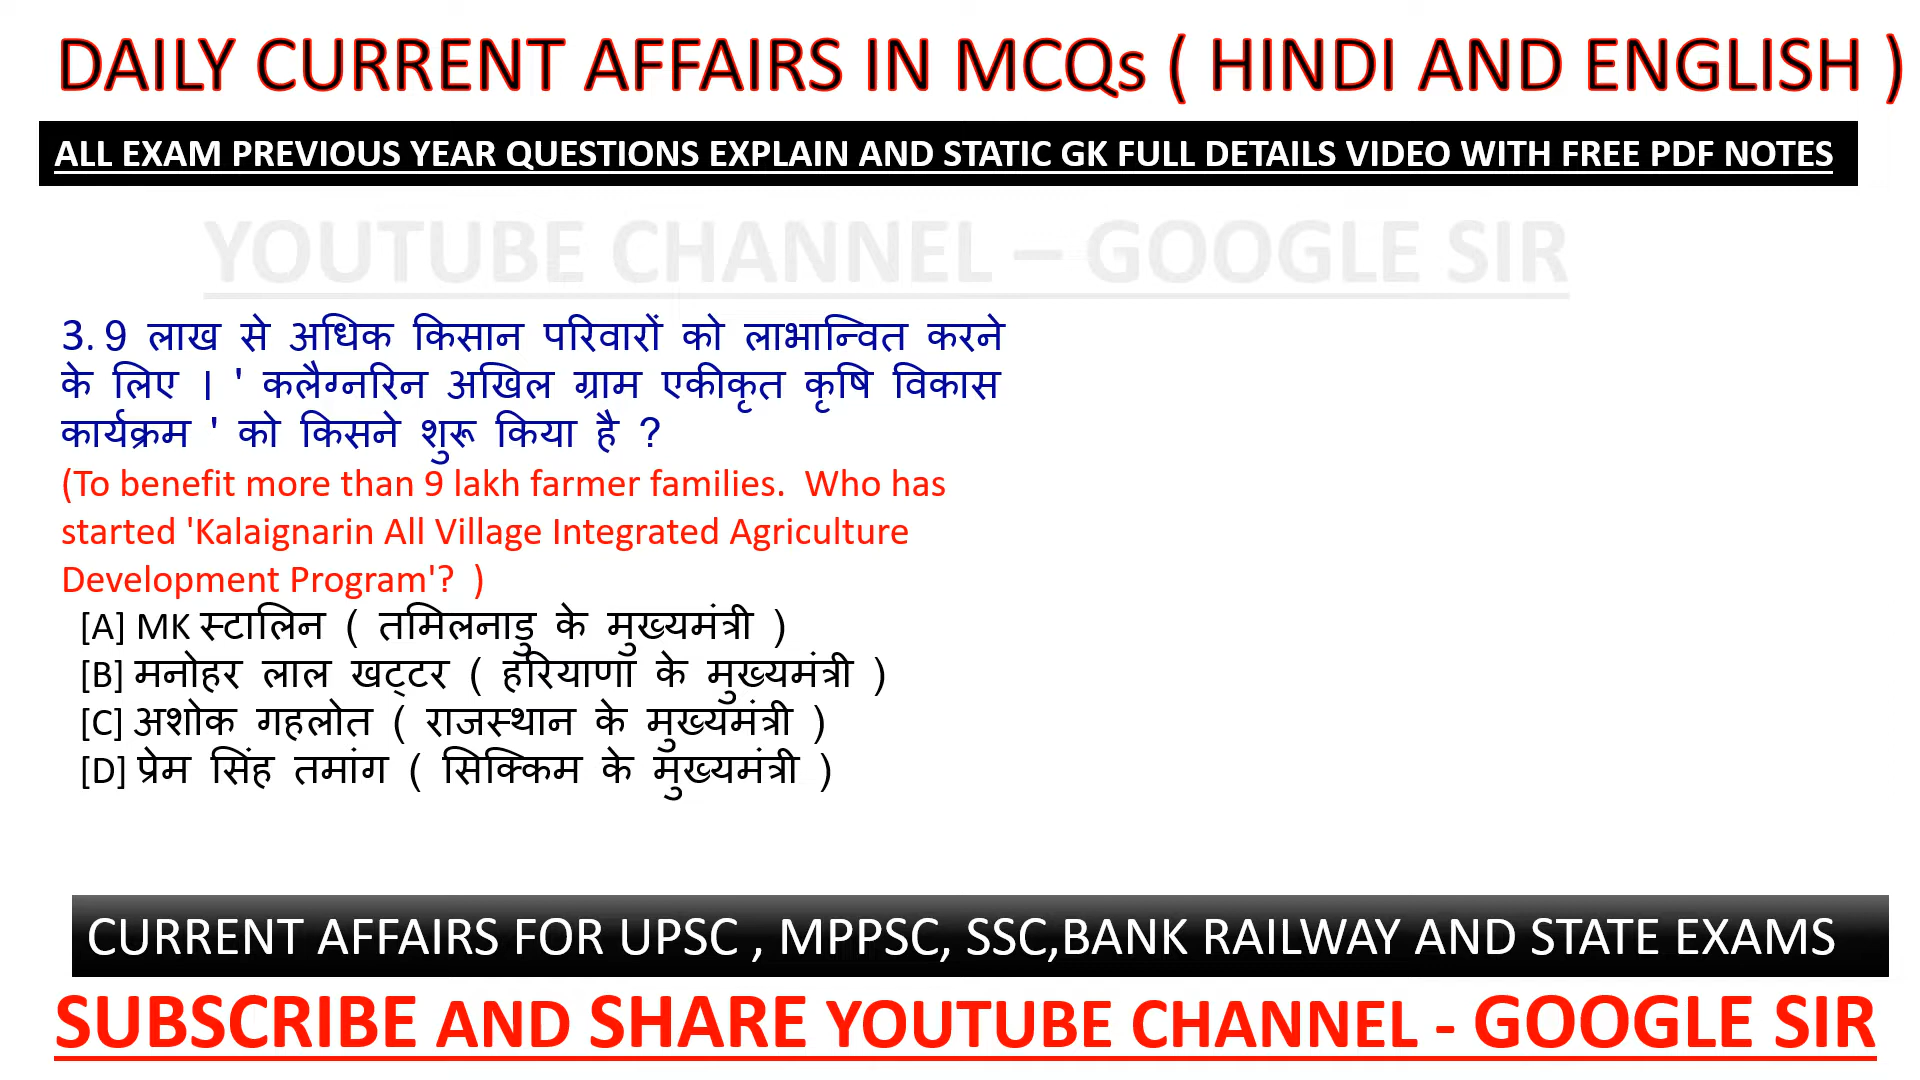 DAILY CURRENT AFFAIRS IN MCQs ( HINDI AND ENGLISH )
ALL EXAM PREVIOUS YEAR QUESTIONS EXPLAIN AND STATIC GK FULL DETAILS VIDEO WITH FREE PDF NOTES
YOUTUBE CHANNEL – GOOGLE SIR
3. 9 लाख से अधिक किसान परिवारों को लाभान्वित करने
के लिए । ' कलैग्नरिन अखिल ग्राम एकीकृत कृषि विकास
कार्यक्रम ' को किसने शुरू किया है ?
(To benefit more than 9 lakh farmer families.  Who has
started 'Kalaignarin All Village Integrated Agriculture
Development Program'?  )
[A] MK स्टालिन ( तमिलनाडु के मुख्यमंत्री )
[B] मनोहर लाल खट्टर ( हरियाणा के मुख्यमंत्री )
[C] अशोक गहलोत ( राजस्थान के मुख्यमंत्री )
[D] प्रेम सिंह तमांग ( सिक्किम के मुख्यमंत्री )
CURRENT AFFAIRS FOR UPSC , MPPSC, SSC,BANK RAILWAY AND STATE EXAMS
SUBSCRIBE AND SHARE YOUTUBE CHANNEL - GOOGLE SIR